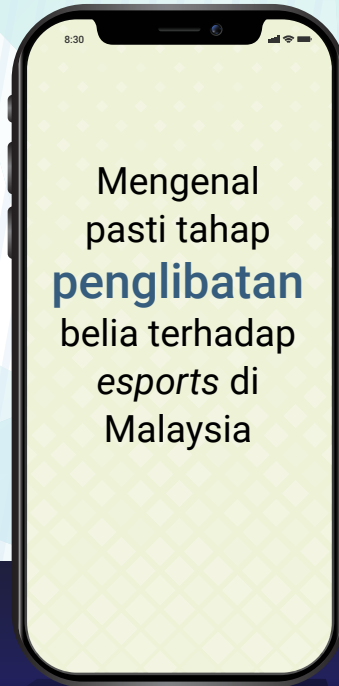 8:30
Mengenal
pasti tahap
penglibatan
belia terhadap
esports di
Malaysia